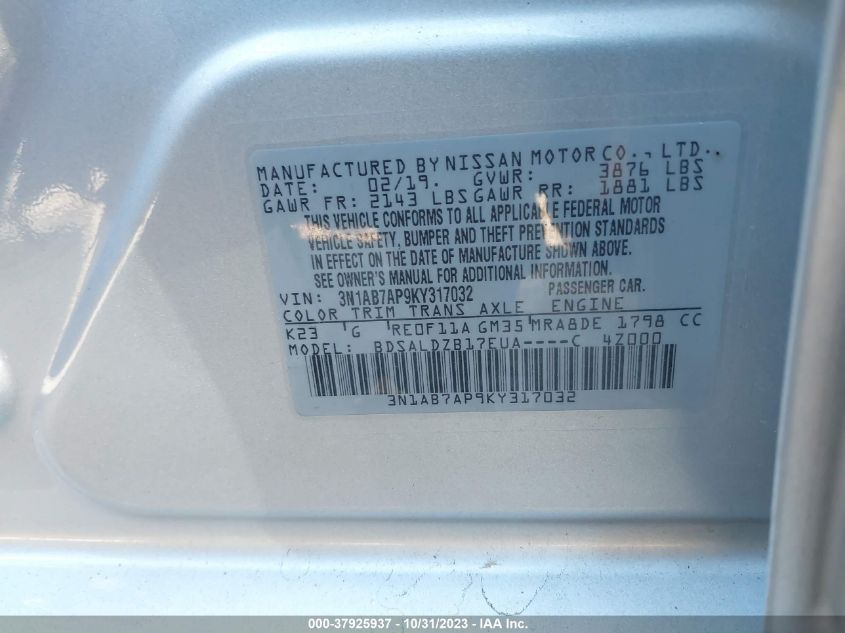 MANUFACTURED BY NISSAN MOTOR CO., LTD.,
DATE: 02/19. GVWR: 3876 LBS
GAWR FR: 2143 LBS GAWR RR: 1881 LBS
THIS VEHICLE CONFORMS TO ALL APPLICABLE FEDERAL MOTOR
VEHICLE SAFETY, BUMPER AND THEFT PREVENTION STANDARDS
IN EFFECT ON THE DATE OF MANUFACTURE SHOWN ABOVE.
SEE OWNER'S MANUAL FOR ADDITIONAL INFORMATION.
VIN: 3N1AB7AP9KY317032 PASSENGER CAR.
COLOR TRIM TRANS AXLE ENGINE
K23 G RE0F11A GM35 MRA8DE 1798 CC
MODEL: BDSALDZB17EUA----C 4Z000
3N1AB7AP9KY317032
000-37925937 - 10/31/2023 - © IAA Inc.